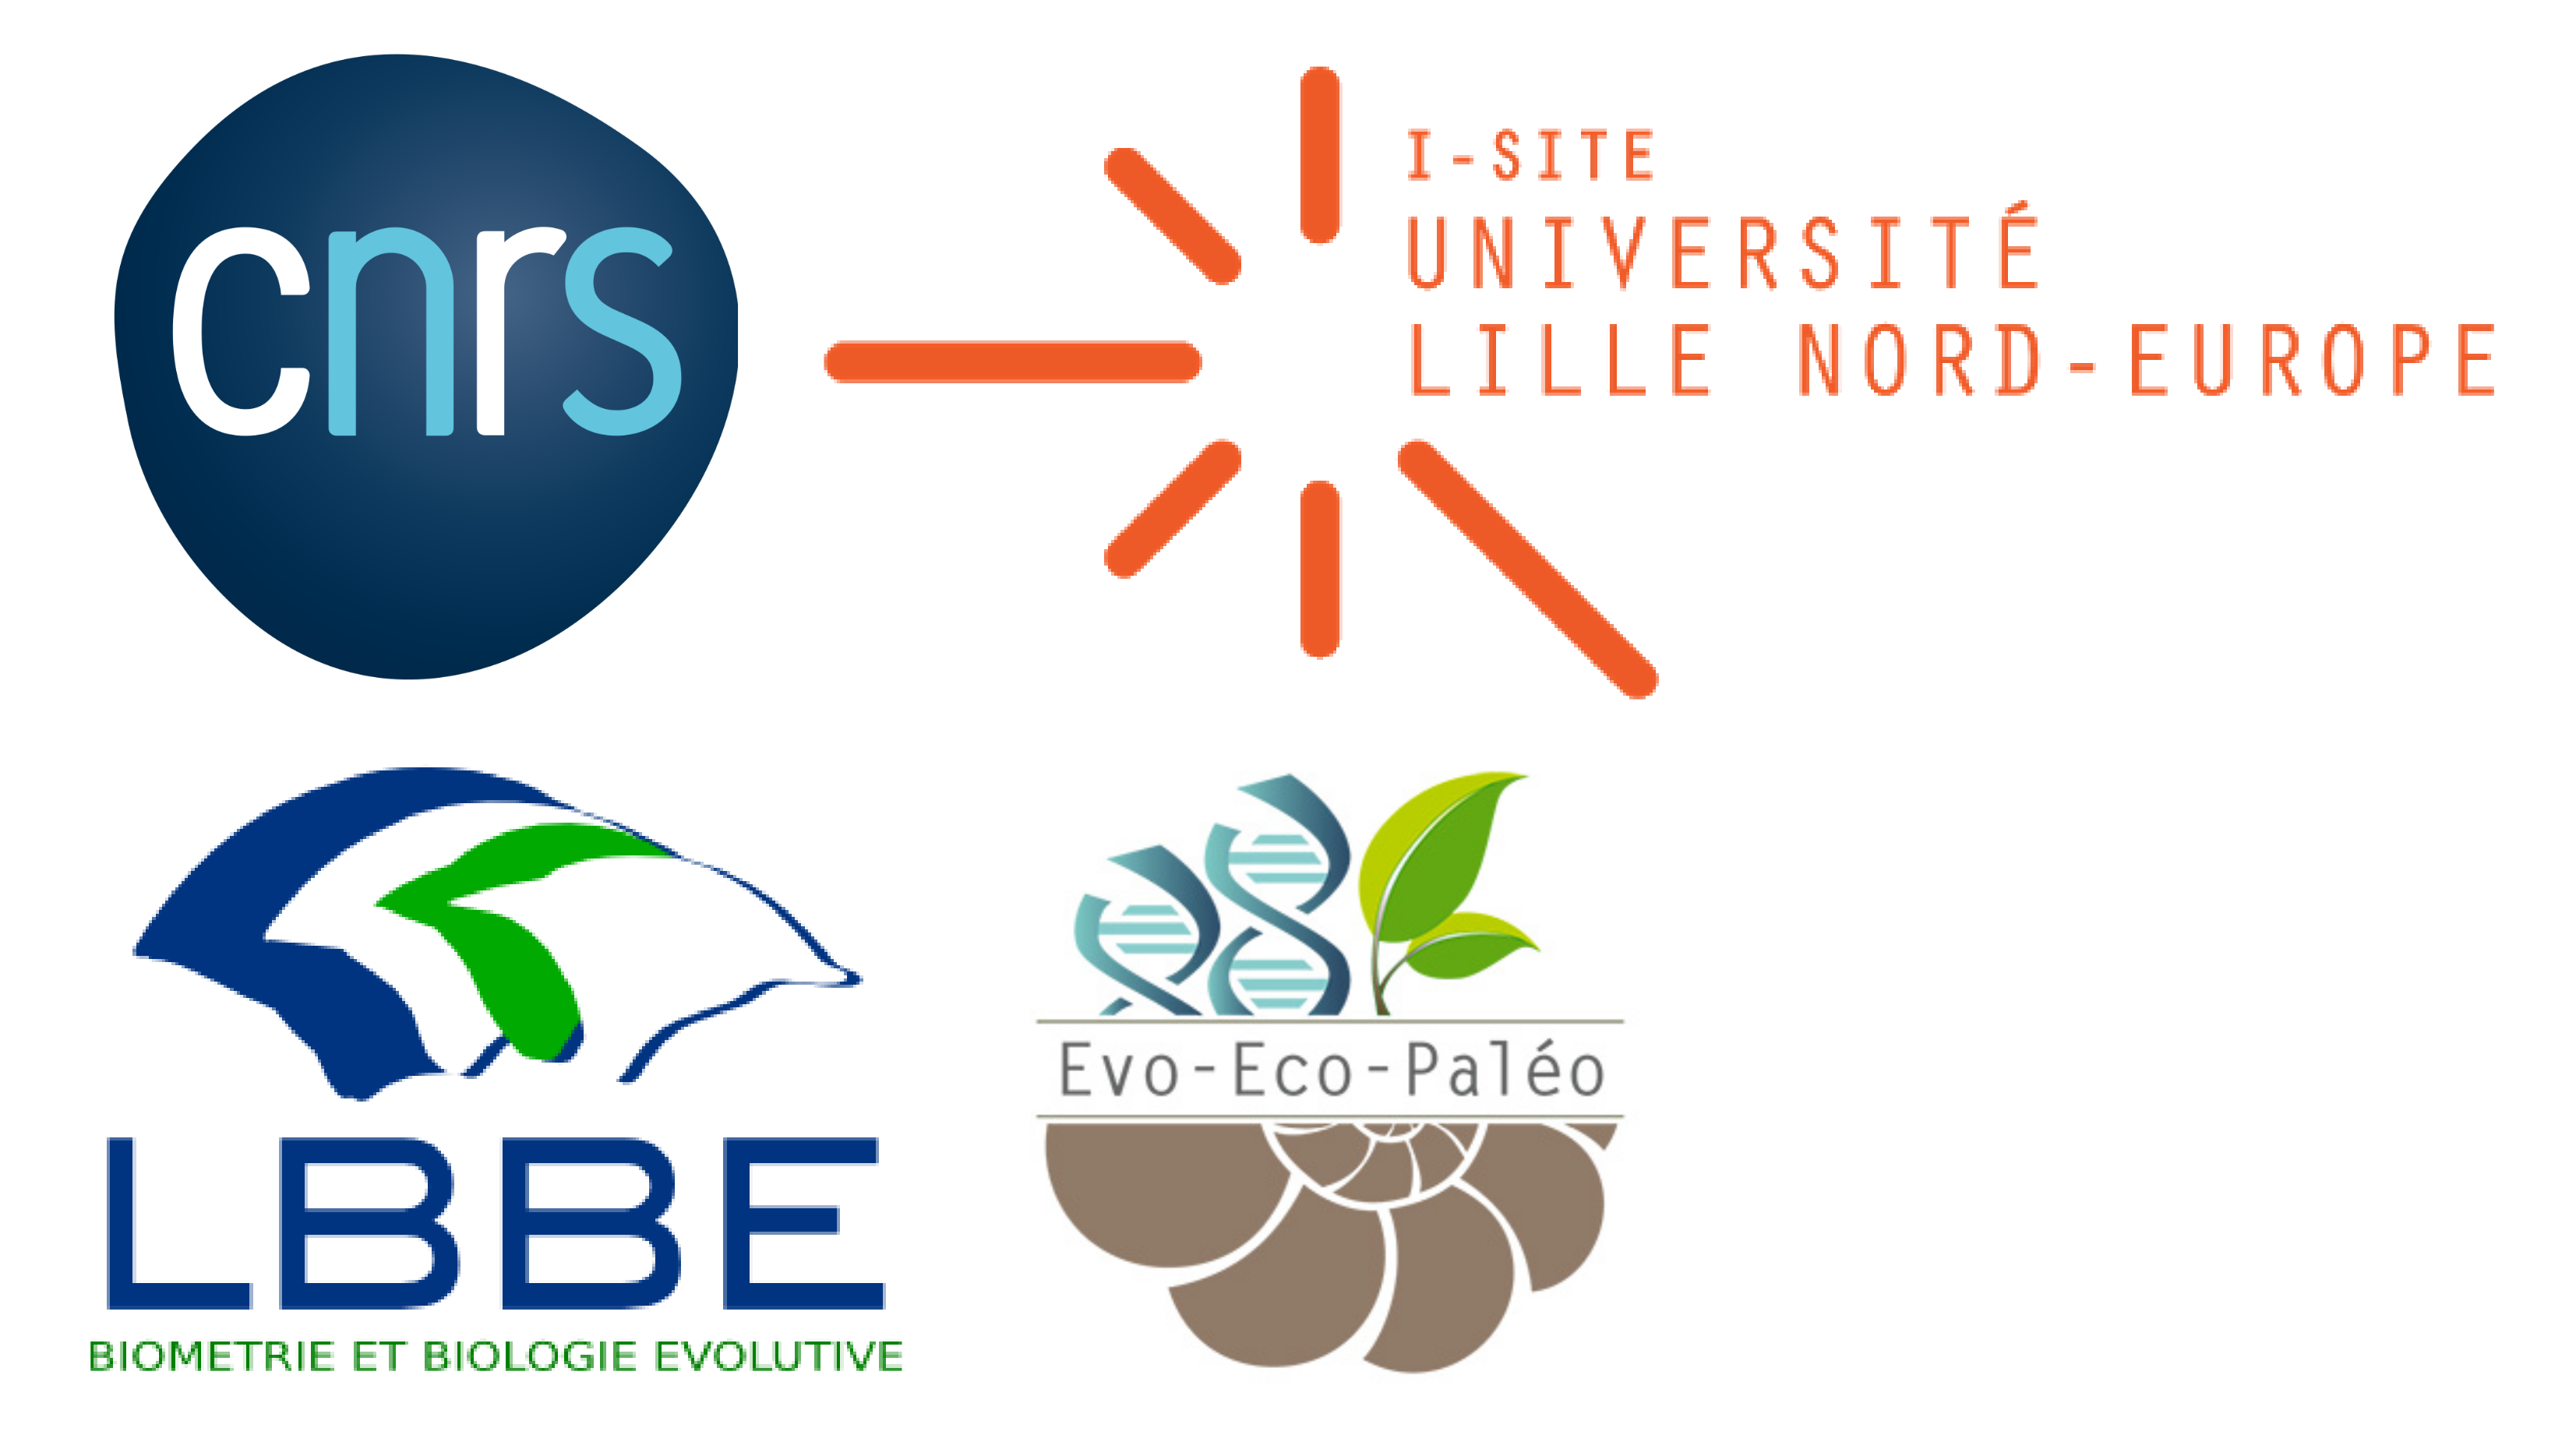 cnrs
I-SITE
UNIVERSITÉ
LILLE NORD-EUROPE
LBBE
BIOMETRIE ET BIOLOGIE EVOLUTIVE
Evo-Eco-Paléo